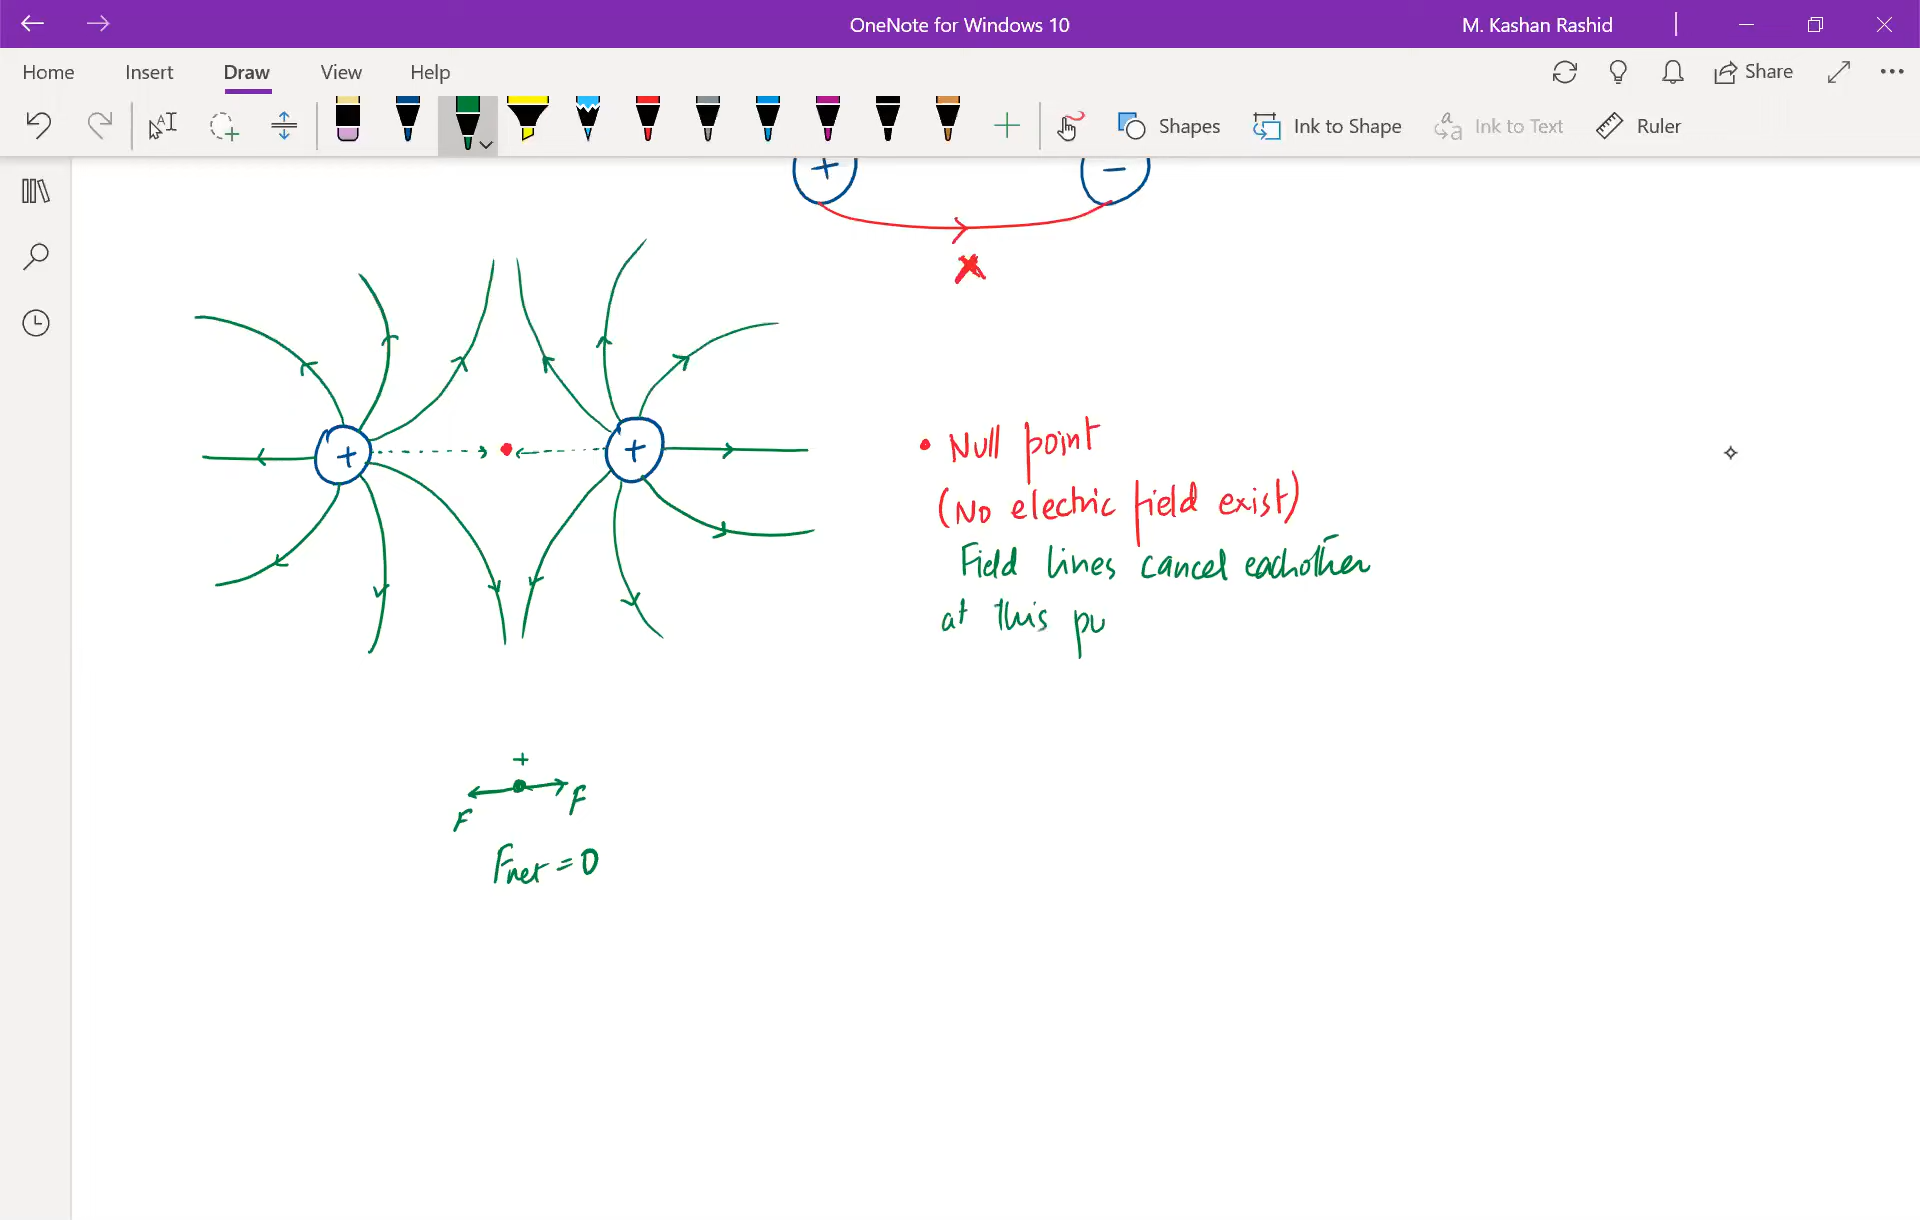 OneNote for Windows 10
M. Kashan Rashid
Home Insert Draw View Help
Share
Shapes Ink to Shape Ink to Text Ruler
+ −
+ +
• Null point
(No electric field exist)
Field lines cancel eachother
at this po
+
F F
Fnet = 0